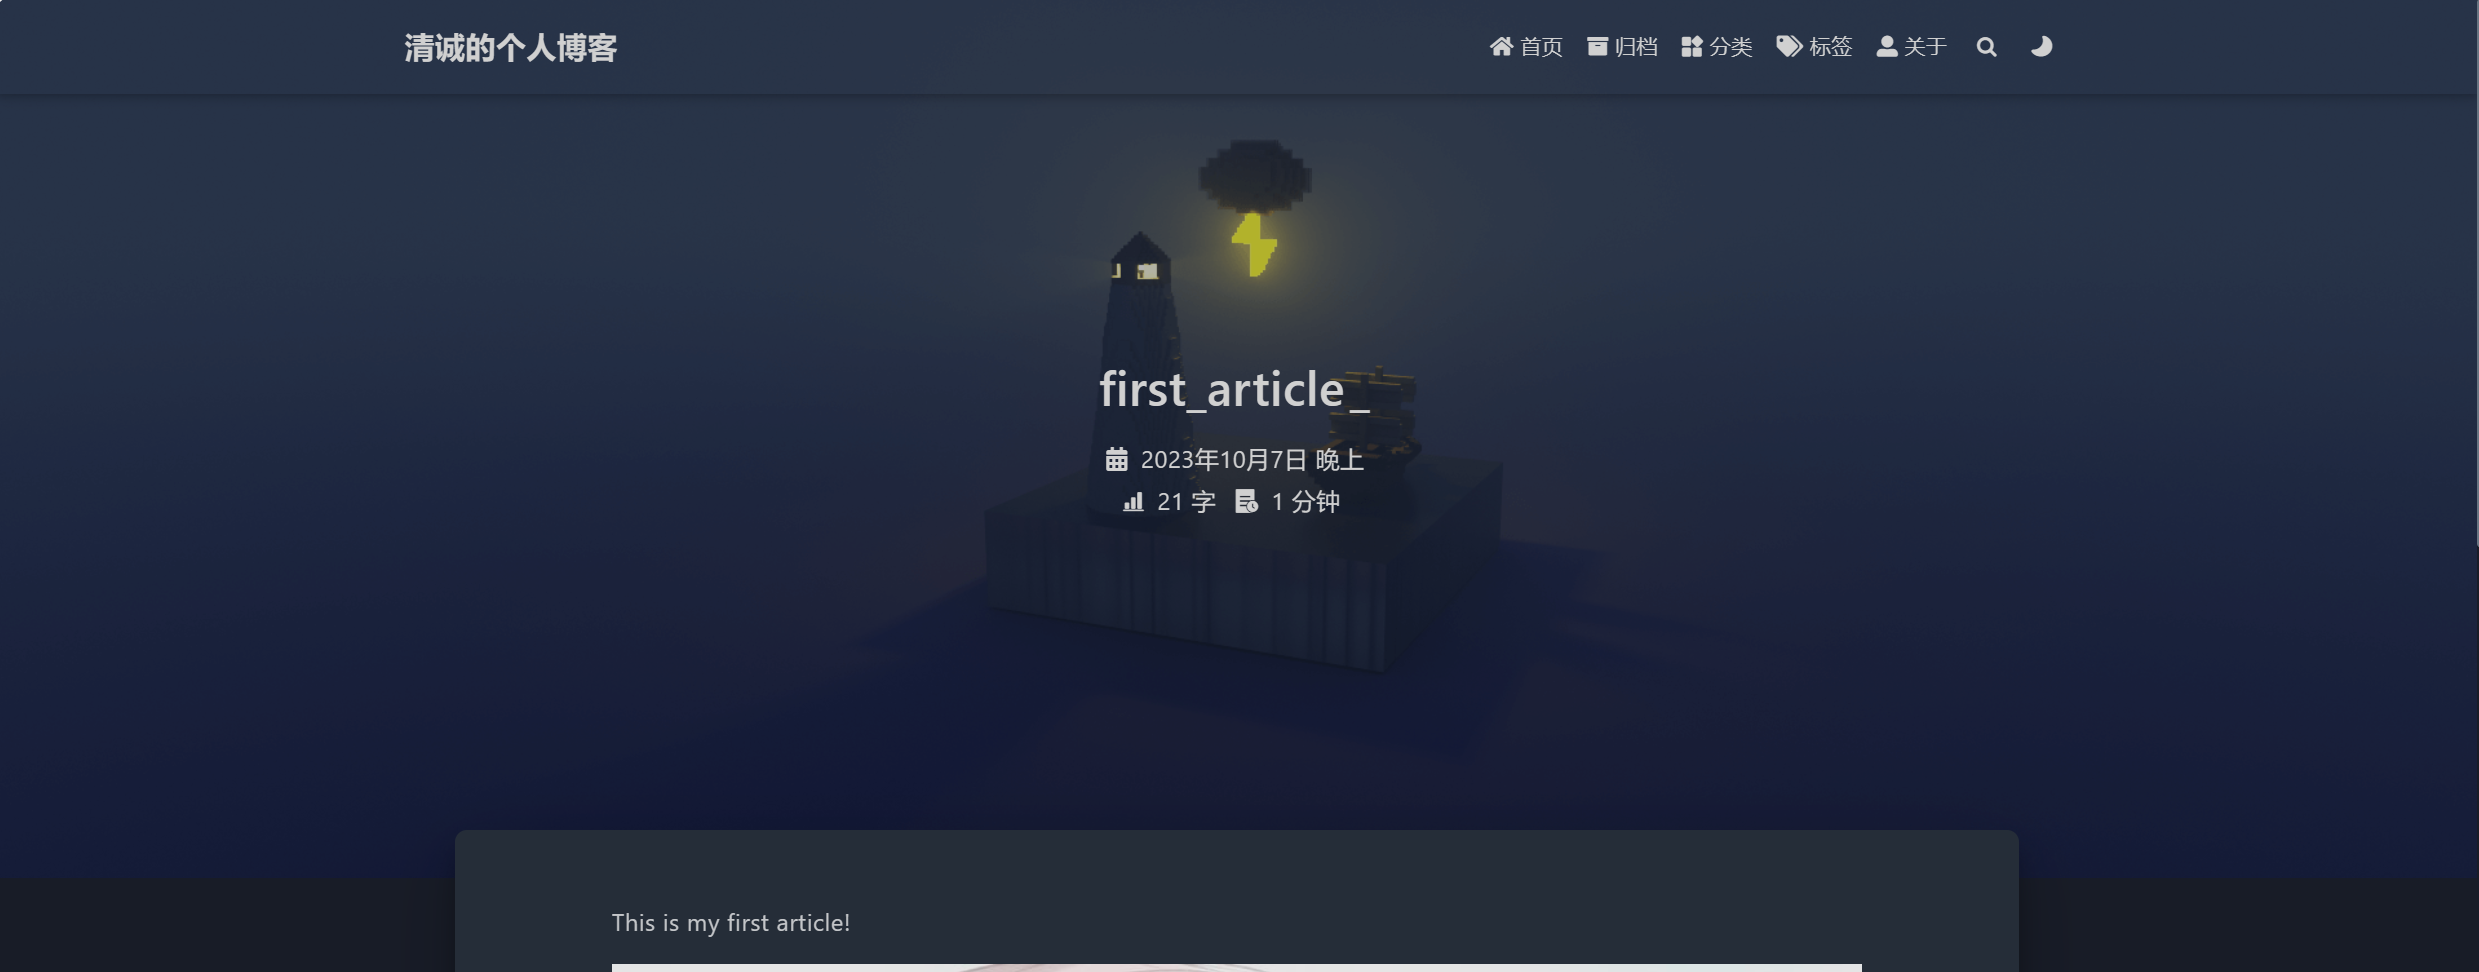 清诚的个人博客
首页 归档 分类 标签 关于
first_article_
2023年10月7日 晚上
21 字 1 分钟
This is my first article!